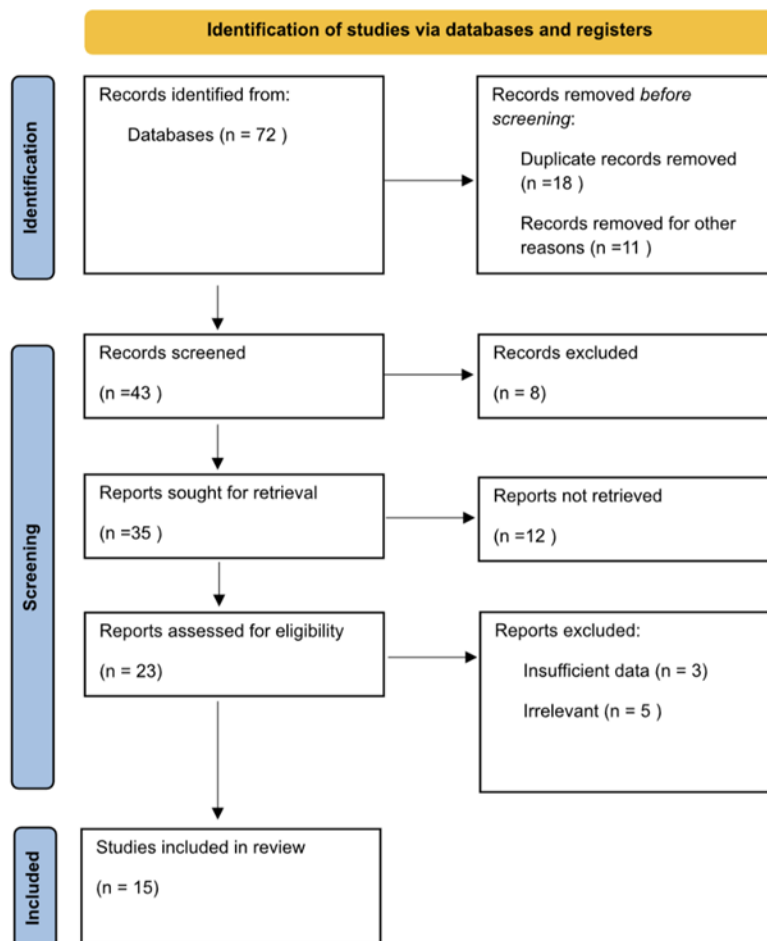 Identification of studies via databases and registers
Identification
Records identified from:
Databases (n = 72 )
Records removed before
screening:
Duplicate records removed
(n =18 )
Records removed for other
reasons (n =11 )
Screening
Records screened
(n =43 )
Records excluded
(n = 8)
Reports sought for retrieval
(n =35 )
Reports not retrieved
(n =12 )
Reports assessed for eligibility
(n = 23)
Reports excluded:
Insufficient data (n = 3)
Irrelevant (n = 5 )
Included
Studies included in review
(n = 15)